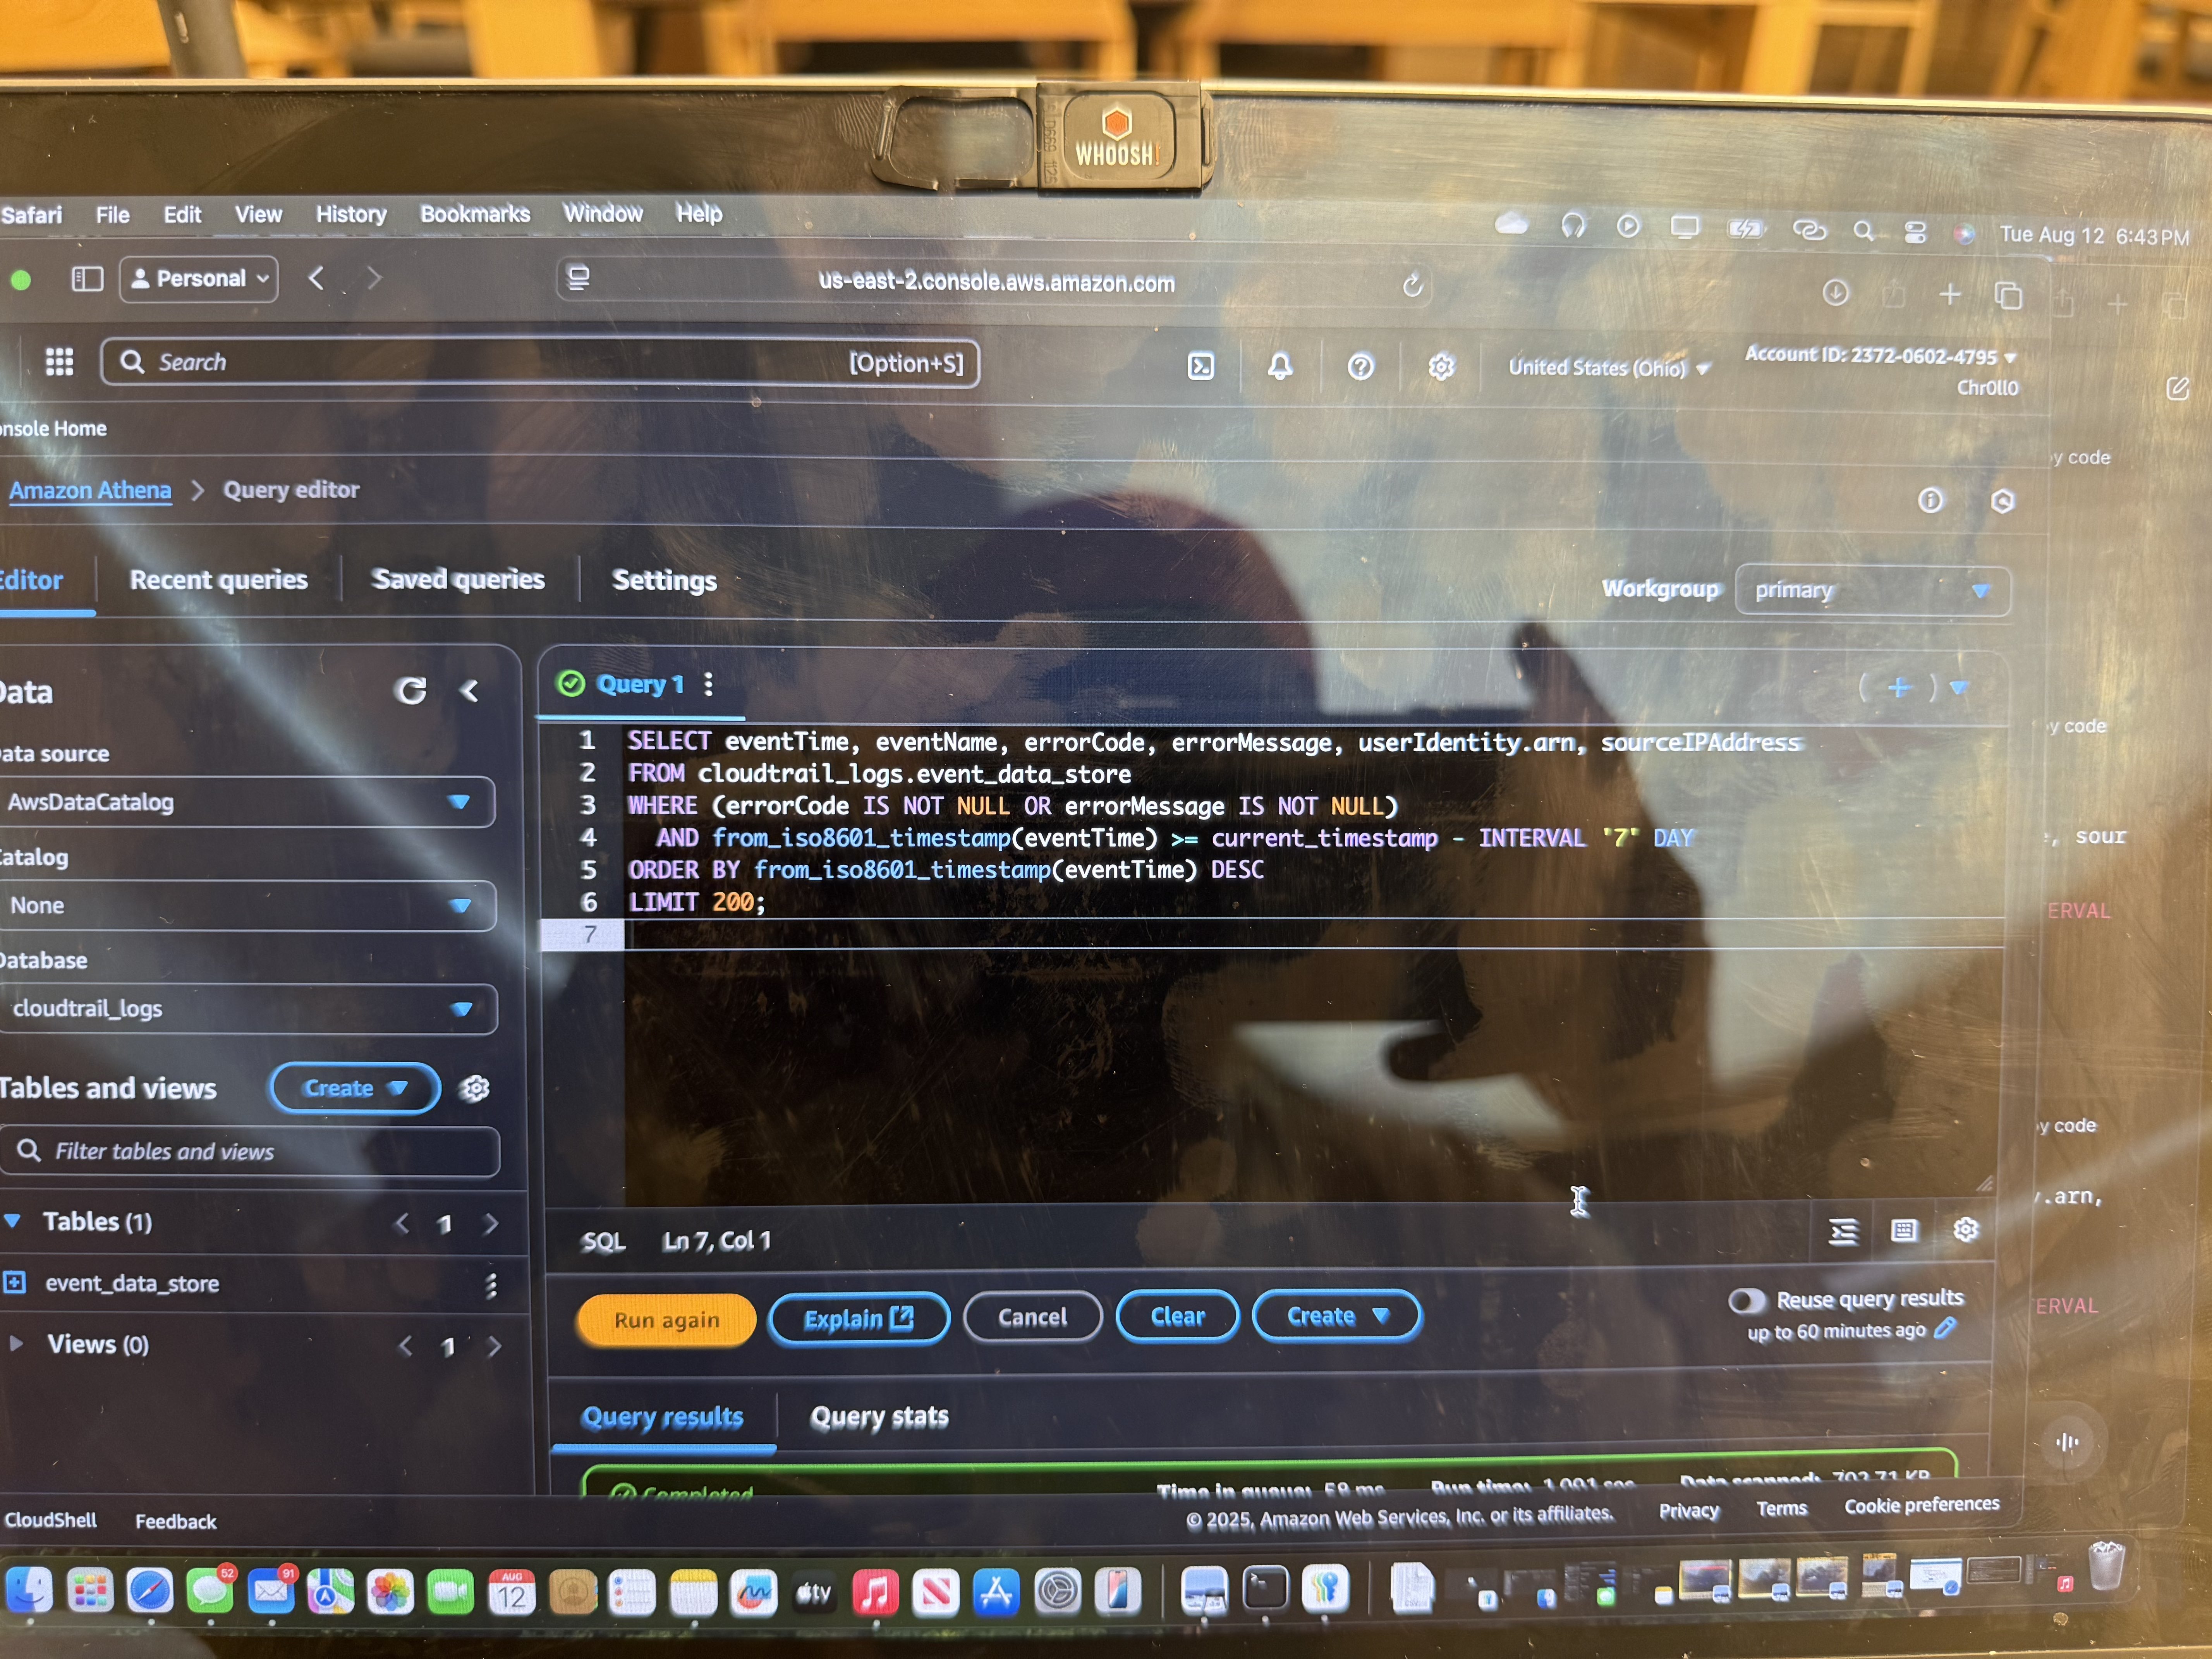 WHOOSH!
Safari File Edit View History Bookmarks Window Help Tue Aug 12 6:43 PM
Personal us-east-2.console.aws.amazon.com
Search [Option+S] United States (Ohio) Account ID: 2372-0602-4795
Chr0ll0
onsole Home
y code
Amazon Athena > Query editor
Editor Recent queries Saved queries Settings Workgroup primary
Data
Query 1
y code
ata source
AwsDataCatalog
atalog
None
Database
cloudtrail_logs
1 SELECT eventTime, eventName, errorCode, errorMessage, userIdentity.arn, sourceIPAddress
2 FROM cloudtrail_logs.event_data_store
3 WHERE (errorCode IS NOT NULL OR errorMessage IS NOT NULL)
4 AND from_iso8601_timestamp(eventTime) >= current_timestamp - INTERVAL '7' DAY
5 ORDER BY from_iso8601_timestamp(eventTime) DESC
6 LIMIT 200;
7
, sour
ERVAL
Tables and views Create
Filter tables and views
Tables (1) < 1 >
event_data_store
Views (0) < 1 >
y code
.arn,
ERVAL
SQL Ln 7, Col 1
Run again Explain Cancel Clear Create Reuse query results
up to 60 minutes ago
Query results Query stats
Completed Time in queue: 58 ms Run time: 1.001 sec Data scanned: 702.71 KB
CloudShell Feedback © 2025, Amazon Web Services, Inc. or its affiliates. Privacy Terms Cookie preferences
52
91
AUG
12
tv